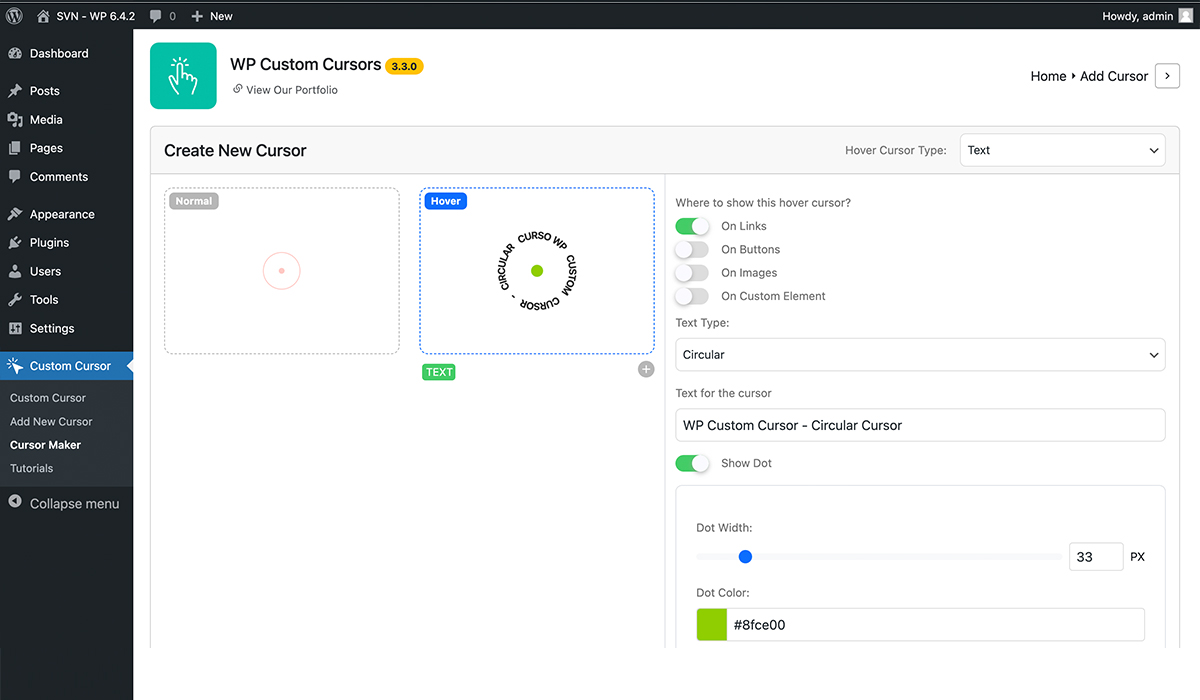 SVN - WP 6.4.2 0 + New Howdy, admin
Dashboard
Posts
Media
Pages
Comments
Appearance
Plugins
Users
Tools
Settings
Custom Cursor
Custom Cursor
Add New Cursor
Cursor Maker
Tutorials
Collapse menu
WP Custom Cursors 3.3.0
View Our Portfolio
Home Add Cursor
Create New Cursor
Hover Cursor Type: Text
Normal
Hover
WP CUSTOM CURSOR - CIRCULAR CURSO
TEXT
Where to show this hover cursor?
On Links
On Buttons
On Images
On Custom Element
Text Type:
Circular
Text for the cursor
WP Custom Cursor - Circular Cursor
Show Dot
Dot Width:
33 PX
Dot Color:
#8fce00